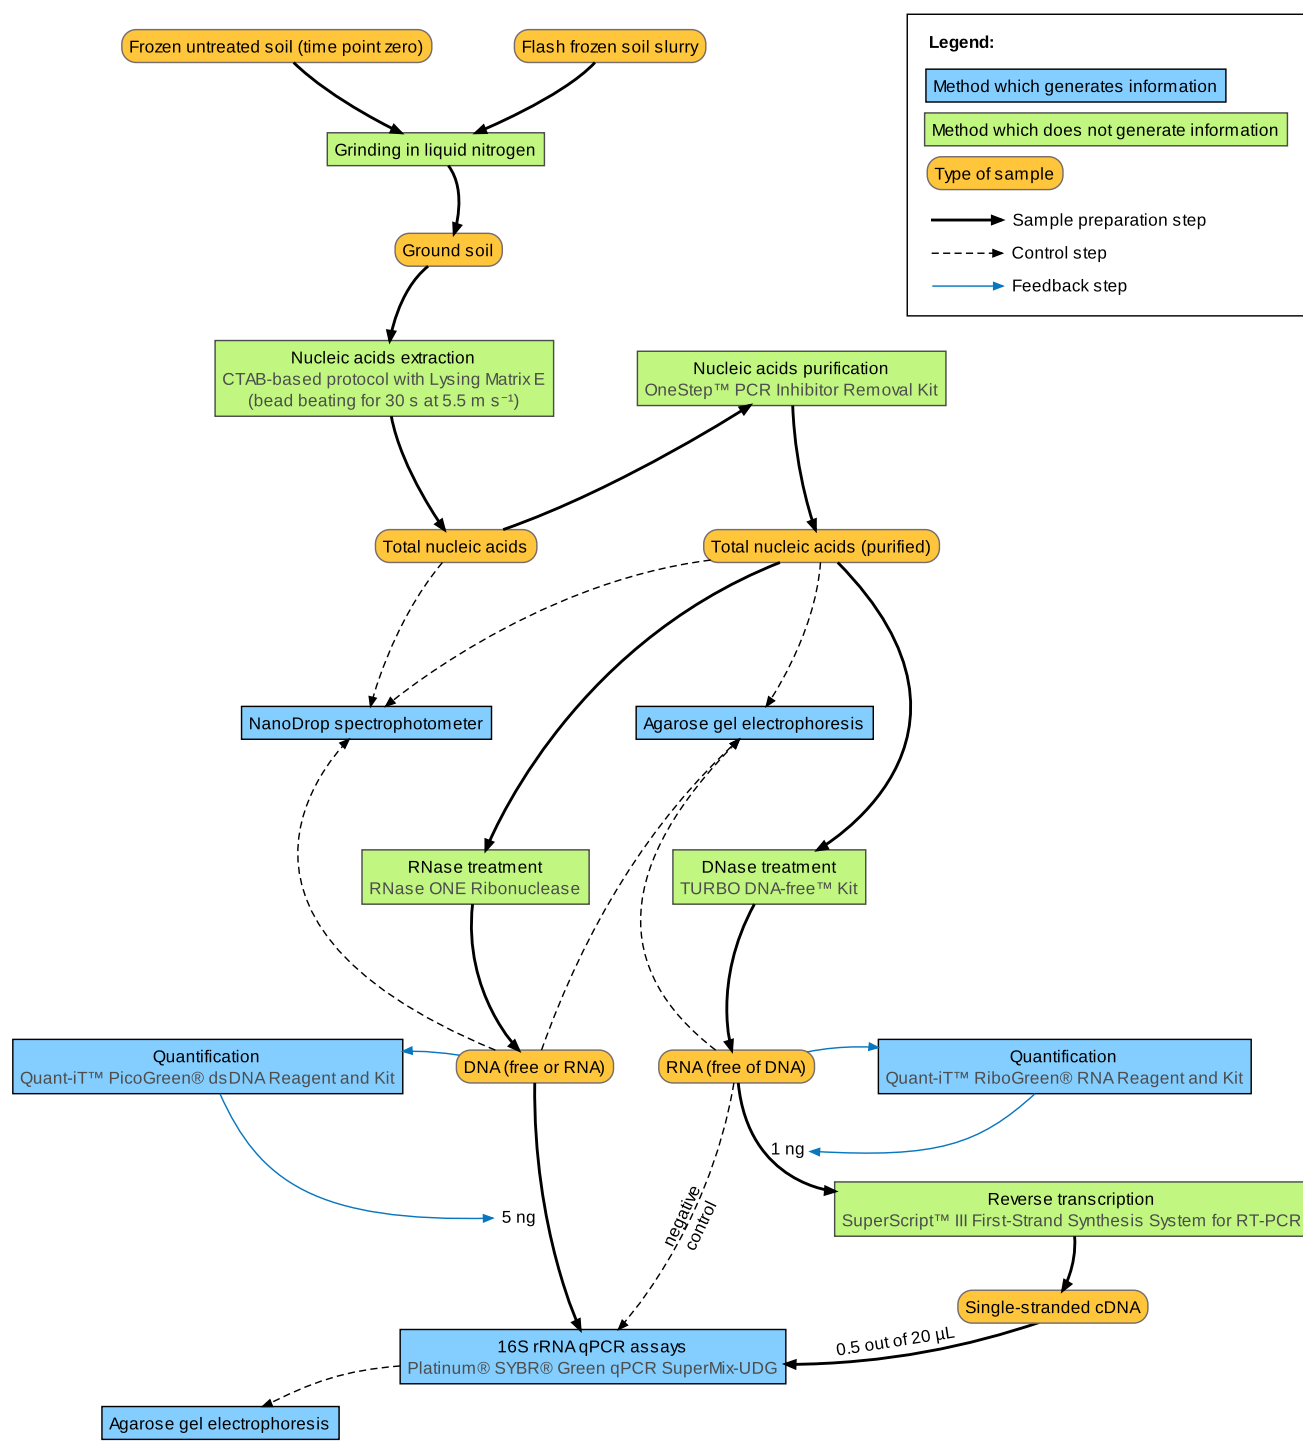 Frozen untreated soil (time point zero)
Flash frozen soil slurry
Legend:
Method which generates information
Method which does not generate information
Type of sample
Sample preparation step
Control step
Feedback step
Grinding in liquid nitrogen
Ground soil
Nucleic acids extraction
CTAB-based protocol with Lysing Matrix E
(bead beating for 30 s at 5.5 m s⁻¹)
Nucleic acids purification
OneStep™ PCR Inhibitor Removal Kit
Total nucleic acids
Total nucleic acids (purified)
NanoDrop spectrophotometer
Agarose gel electrophoresis
RNase treatment
RNase ONE Ribonuclease
DNase treatment
TURBO DNA-free™ Kit
Quantification
Quant-iT™ PicoGreen® dsDNA Reagent and Kit
DNA (free or RNA)
RNA (free of DNA)
Quantification
Quant-iT™ RiboGreen® RNA Reagent and Kit
1 ng
5 ng
negative
control
Reverse transcription
SuperScript™ III First-Strand Synthesis System for RT-PCR
Single-stranded cDNA
0.5 out of 20 µL
16S rRNA qPCR assays
Platinum® SYBR® Green qPCR SuperMix-UDG
Agarose gel electrophoresis